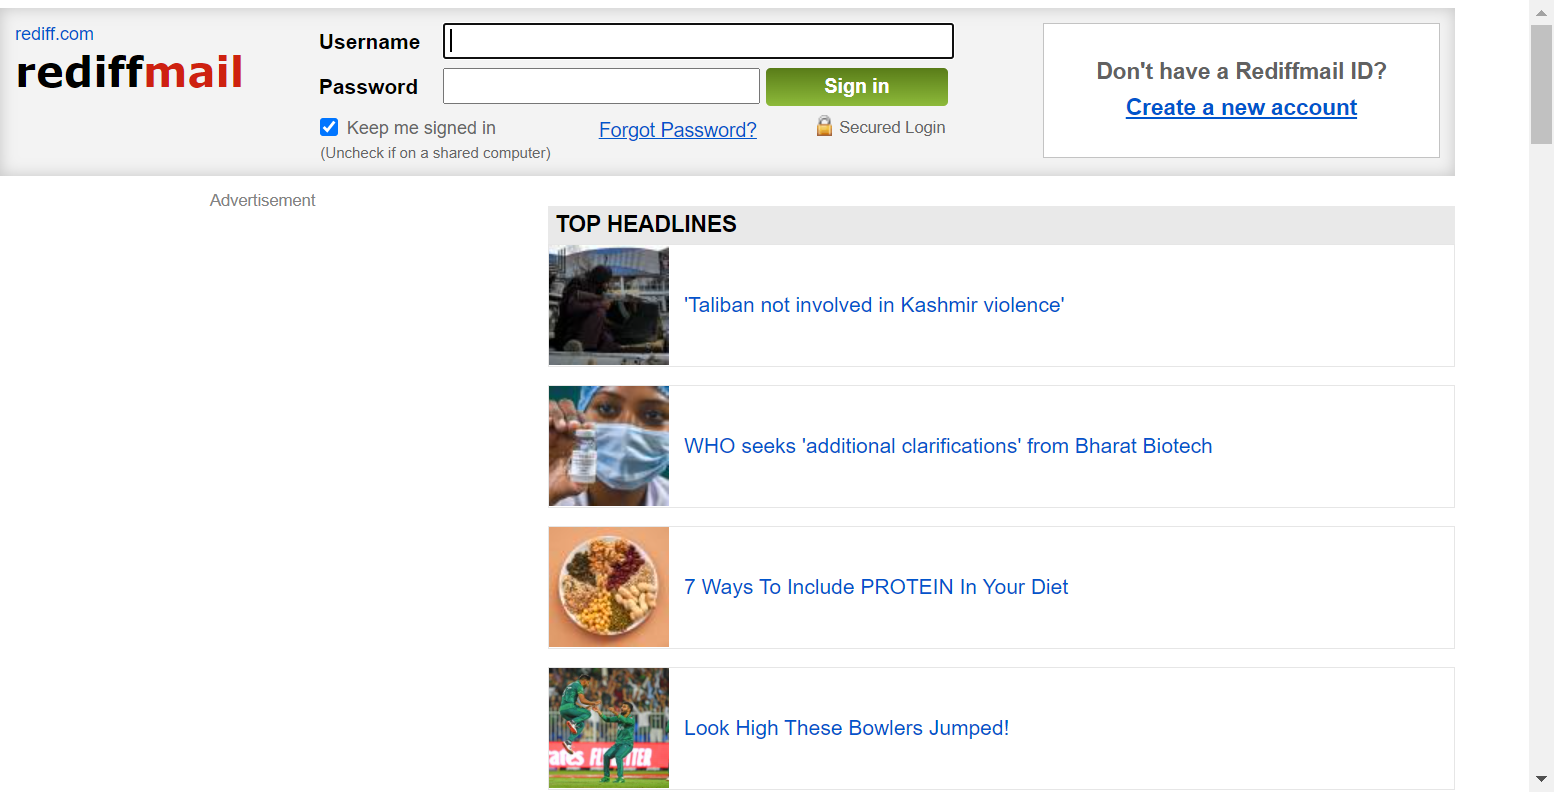 rediff.com
rediffmail
Username
Password
Sign in
Keep me signed in
(Uncheck if on a shared computer)
Forgot Password?
Secured Login
Don't have a Rediffmail ID?
Create a new account
Advertisement
TOP HEADLINES
'Taliban not involved in Kashmir violence'
WHO seeks 'additional clarifications' from Bharat Biotech
7 Ways To Include PROTEIN In Your Diet
Look High These Bowlers Jumped!